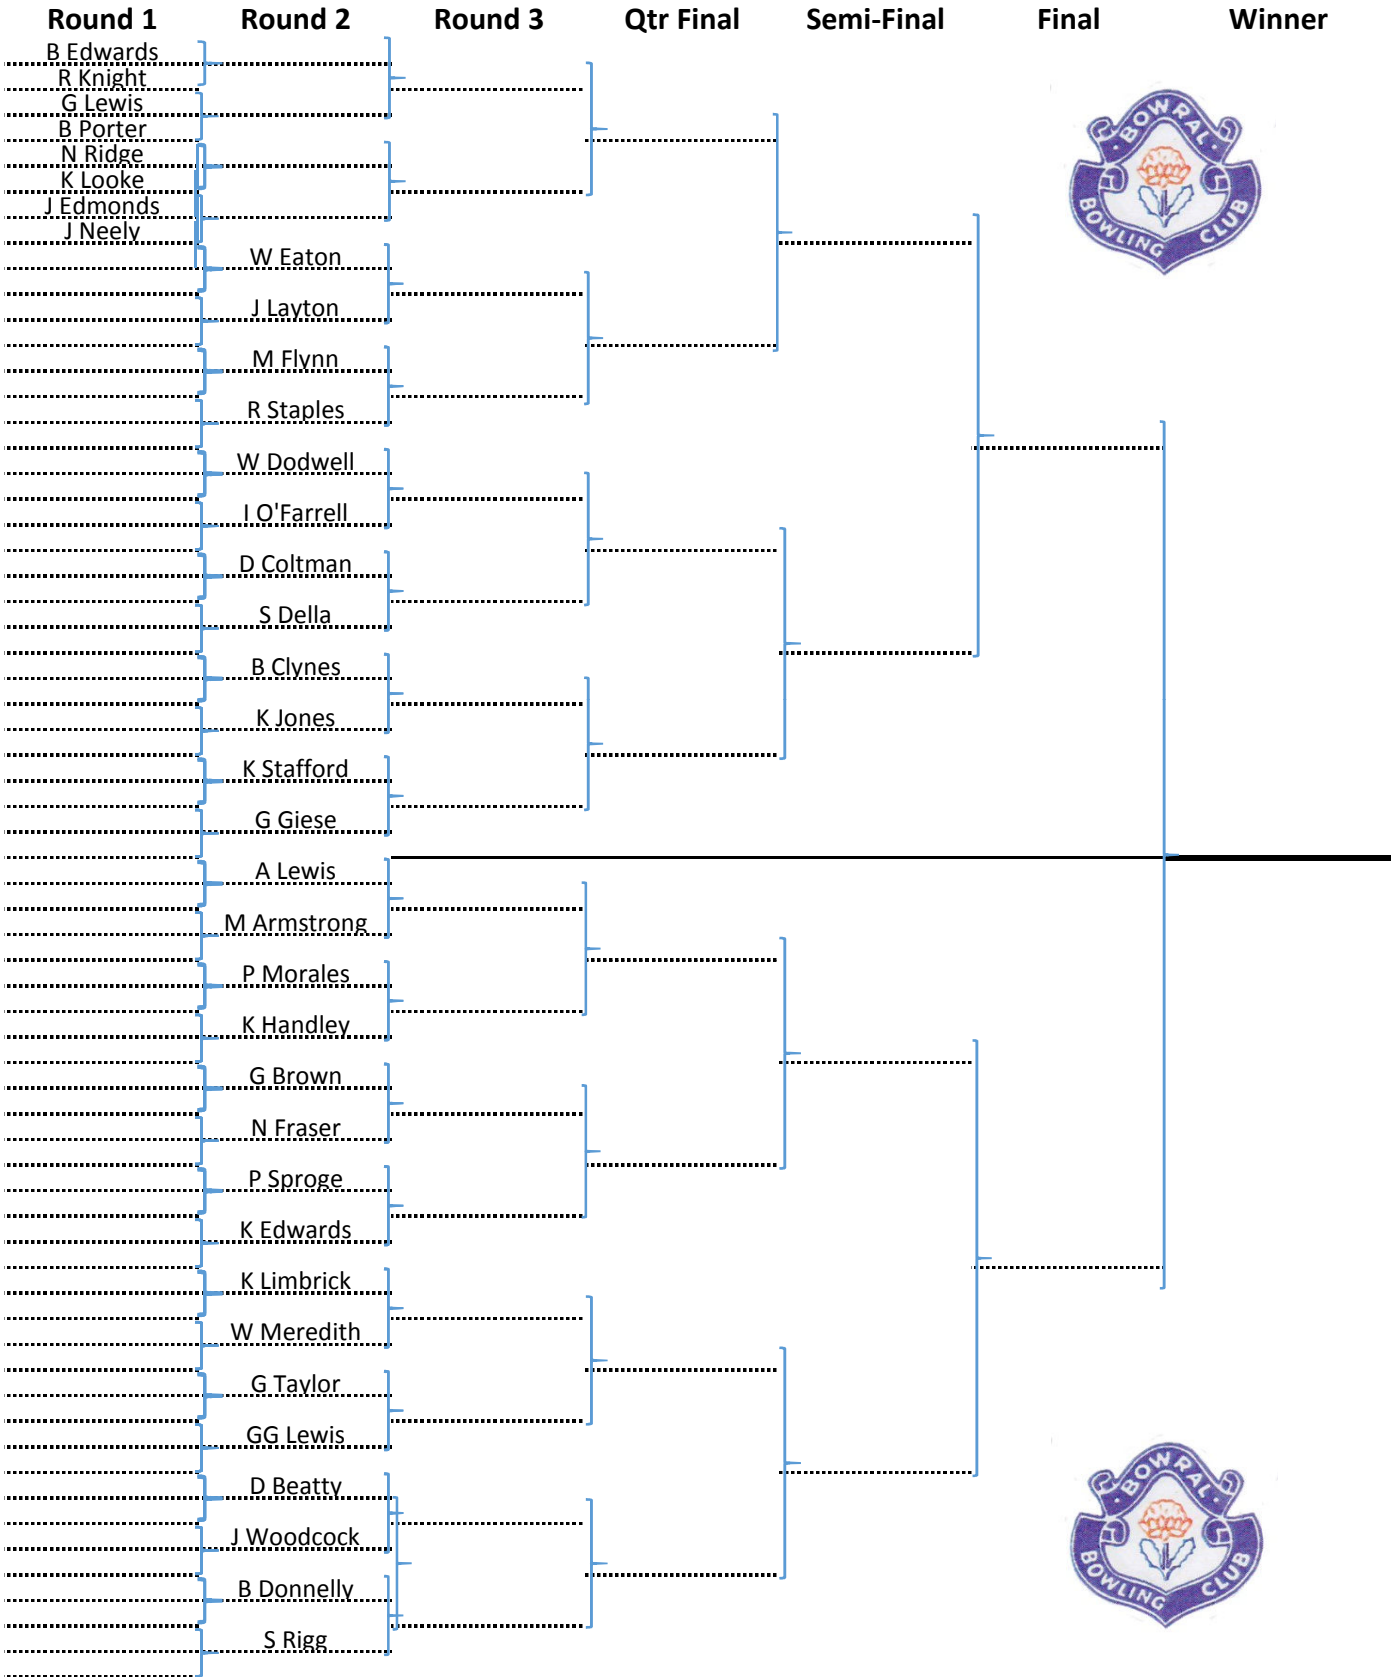 Round 1 Round 2 Round 3 Qtr Final Semi-Final Final Winner
B Edwards
R Knight
G Lewis
B Porter
N Ridge
K Looke
J Edmonds
J Neely
W Eaton
J Layton
M Flynn
R Staples
W Dodwell
I O'Farrell
D Coltman
S Della
B Clynes
K Jones
K Stafford
G Giese
A Lewis
M Armstrong
P Morales
K Handley
G Brown
N Fraser
P Sproge
K Edwards
K Limbrick
W Meredith
G Taylor
GG Lewis
D Beatty
J Woodcock
B Donnelly
S Rigg
· BOWRAL ·
BOWLING CLUB
· BOWRAL ·
BOWLING CLUB